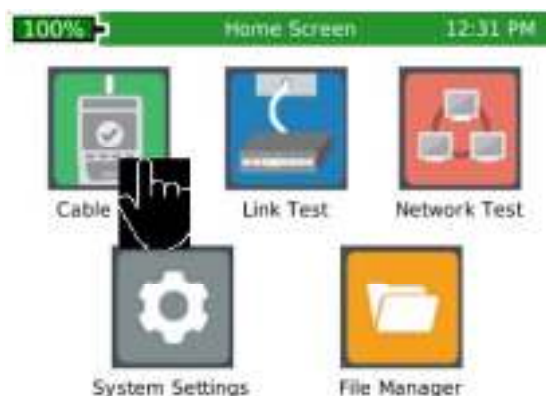 100% Home Screen 12:31 PM
Cable Link Test Network Test
System Settings File Manager